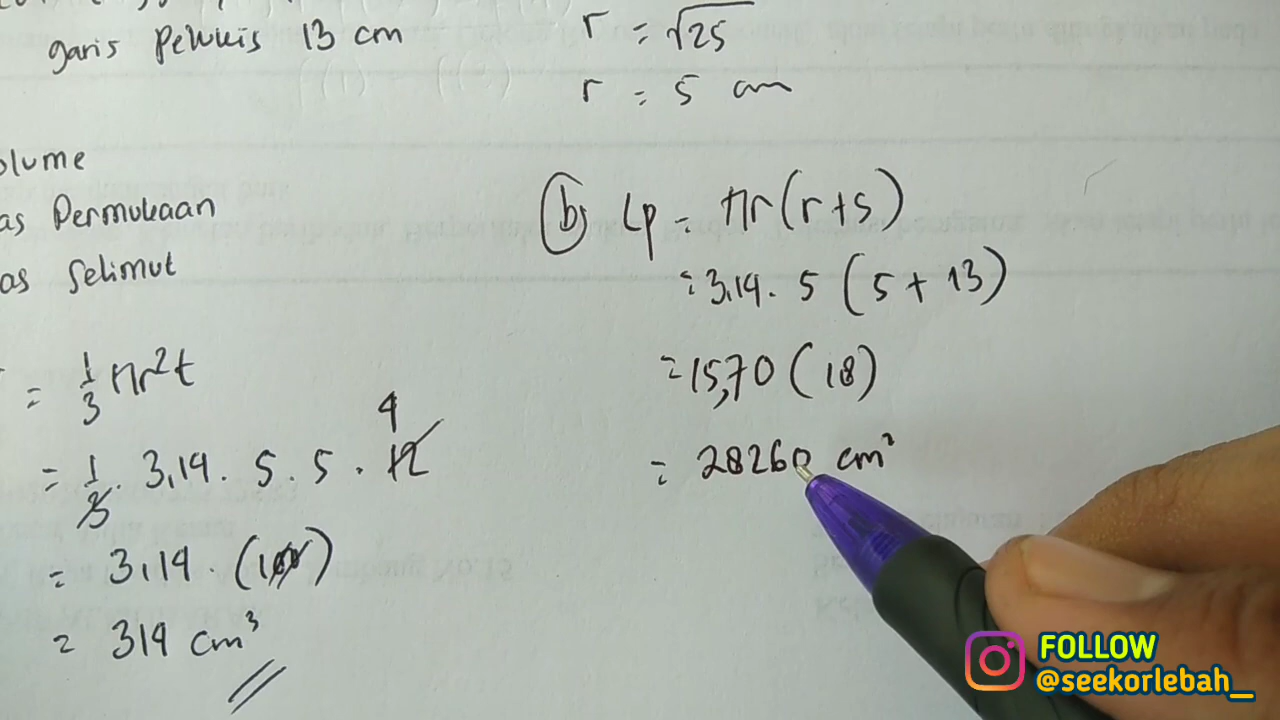 garis pelukis 13 cm
r = √25
r = 5 cm
olume
as Permukaan
as Selimut
= 1/3 πr²t
= 1/3 . 3,14 . 5 . 5 . 12 4
= 3,14 . (100)
= 314 cm³
b) Lp = πr(r+s)
= 3,14 . 5 (5 + 13)
= 15,70 (18)
= 28260 cm²
FOLLOW
@seekorlebah_